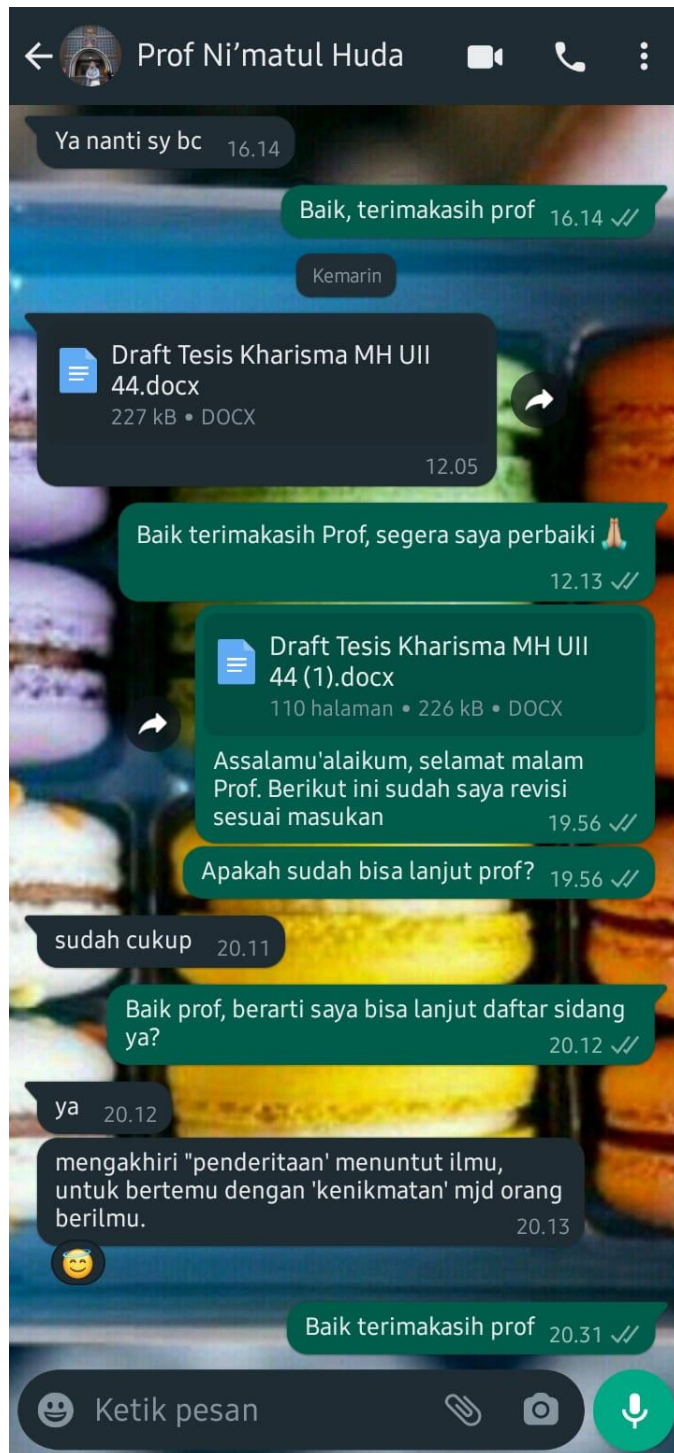 Prof Ni'matul Huda
Ya nanti sy bc 16.14
Baik, terimakasih prof 16.14
Kemarin
Draft Tesis Kharisma MH UII
44.docx
227 kB • DOCX
12.05
Baik terimakasih Prof, segera saya perbaiki 🙏🏼
12.13
Draft Tesis Kharisma MH UII
44 (1).docx
110 halaman • 226 kB • DOCX
Assalamu'alaikum, selamat malam
Prof. Berikut ini sudah saya revisi
sesuai masukan 19.56
Apakah sudah bisa lanjut prof? 19.56
sudah cukup 20.11
Baik prof, berarti saya bisa lanjut daftar sidang
ya? 20.12
ya 20.12
mengakhiri "penderitaan' menuntut ilmu,
untuk bertemu dengan 'kenikmatan' mjd orang
berilmu. 20.13
😇
Baik terimakasih prof 20.31
Ketik pesan